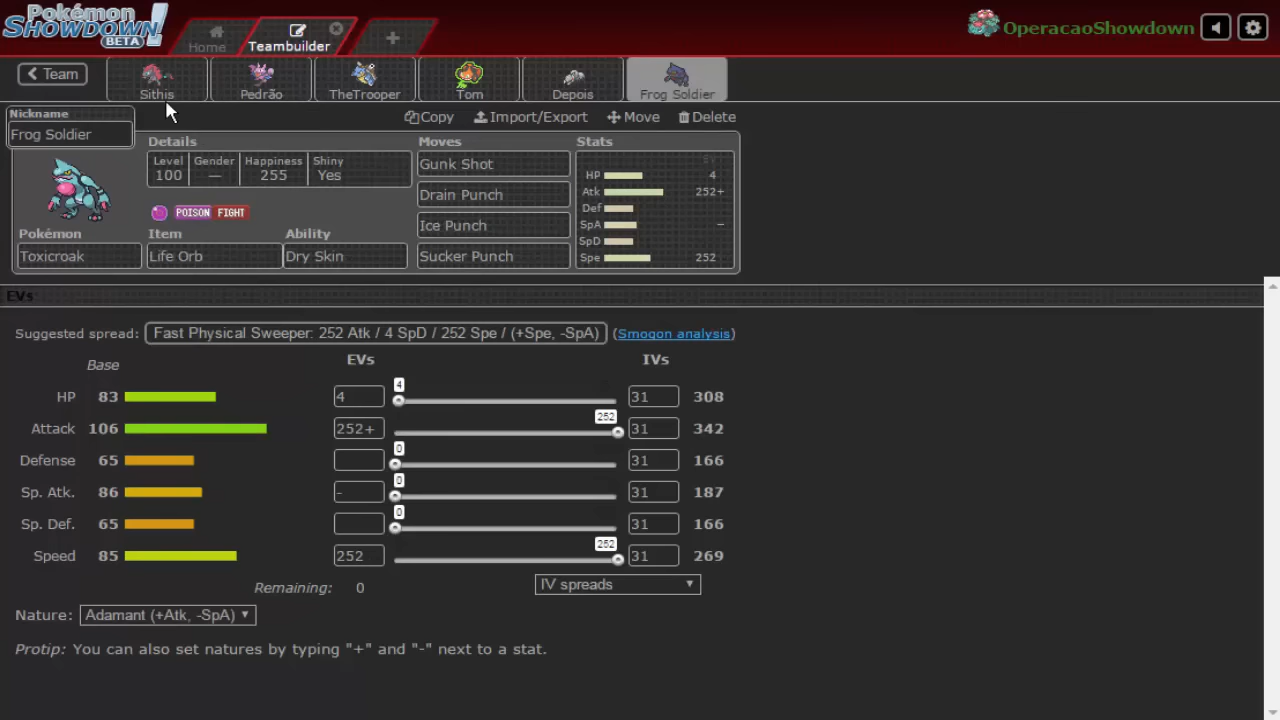 Pokémon
SHOWDOWN!
BETA
Home
Teambuilder
+
OperacaoShowdown
Team
Sithis
Pedrão
TheTrooper
Tom
Depois
Frog Soldier
Nickname
Frog Soldier
Copy
Import/Export
Move
Delete
Details
Moves
Stats
Level
Gender
Happiness
Shiny
100
—
255
Yes
EV
Gunk Shot
Drain Punch
Ice Punch
Sucker Punch
HP 4
Atk 252+
Def
SpA –
SpD
Spe 252
POISON FIGHT
Pokémon
Item
Ability
Toxicroak
Life Orb
Dry Skin
EVs
Suggested spread: Fast Physical Sweeper: 252 Atk / 4 SpD / 252 Spe / (+Spe, -SpA) (Smogon analysis)
Base EVs IVs
HP 83 4 4 31 308
Attack 106 252+ 252 31 342
Defense 65 0 31 166
Sp. Atk. 86 - 0 31 187
Sp. Def. 65 0 31 166
Speed 85 252 252 31 269
Remaining: 0 IV spreads
Nature: Adamant (+Atk, -SpA)
Protip: You can also set natures by typing "+" and "-" next to a stat.